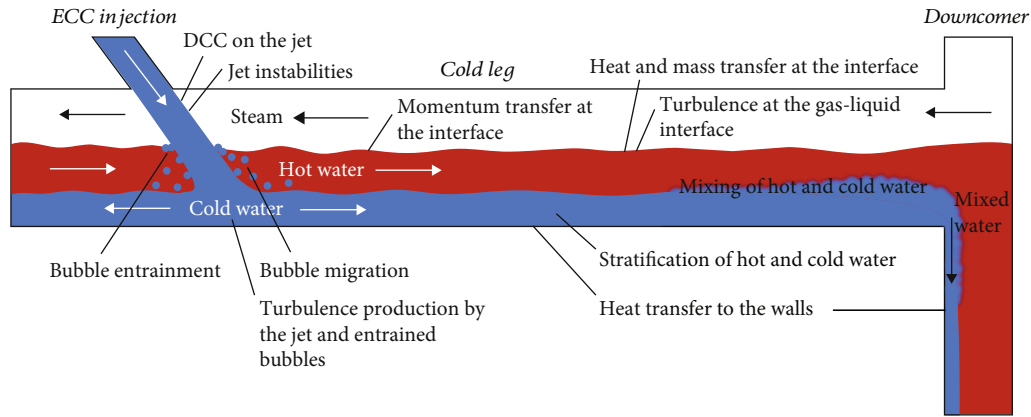 ECC injection
Downcomer
DCC on the jet
Jet instabilities
Cold leg
Heat and mass transfer at the interface
Steam
Momentum transfer at
the interface
Turbulence at the gas-liquid
interface
Hot water
Mixing of hot and cold water
Mixed
water
Cold water
Bubble entrainment
Bubble migration
Stratification of hot and cold water
Turbulence production by
the jet and entrained
bubbles
Heat transfer to the walls